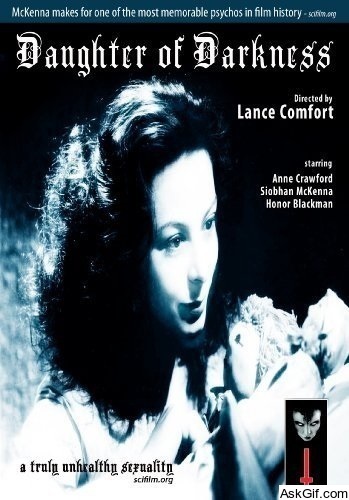 McKenna makes for one of the most memorable psychos in film history - scifilm.org
Daughter of Darkness
Directed by
Lance Comfort
starring
Anne Crawford
Siobhan McKenna
Honor Blackman
a truly unhealthy sexuality
scifilm.org
AskGif.com